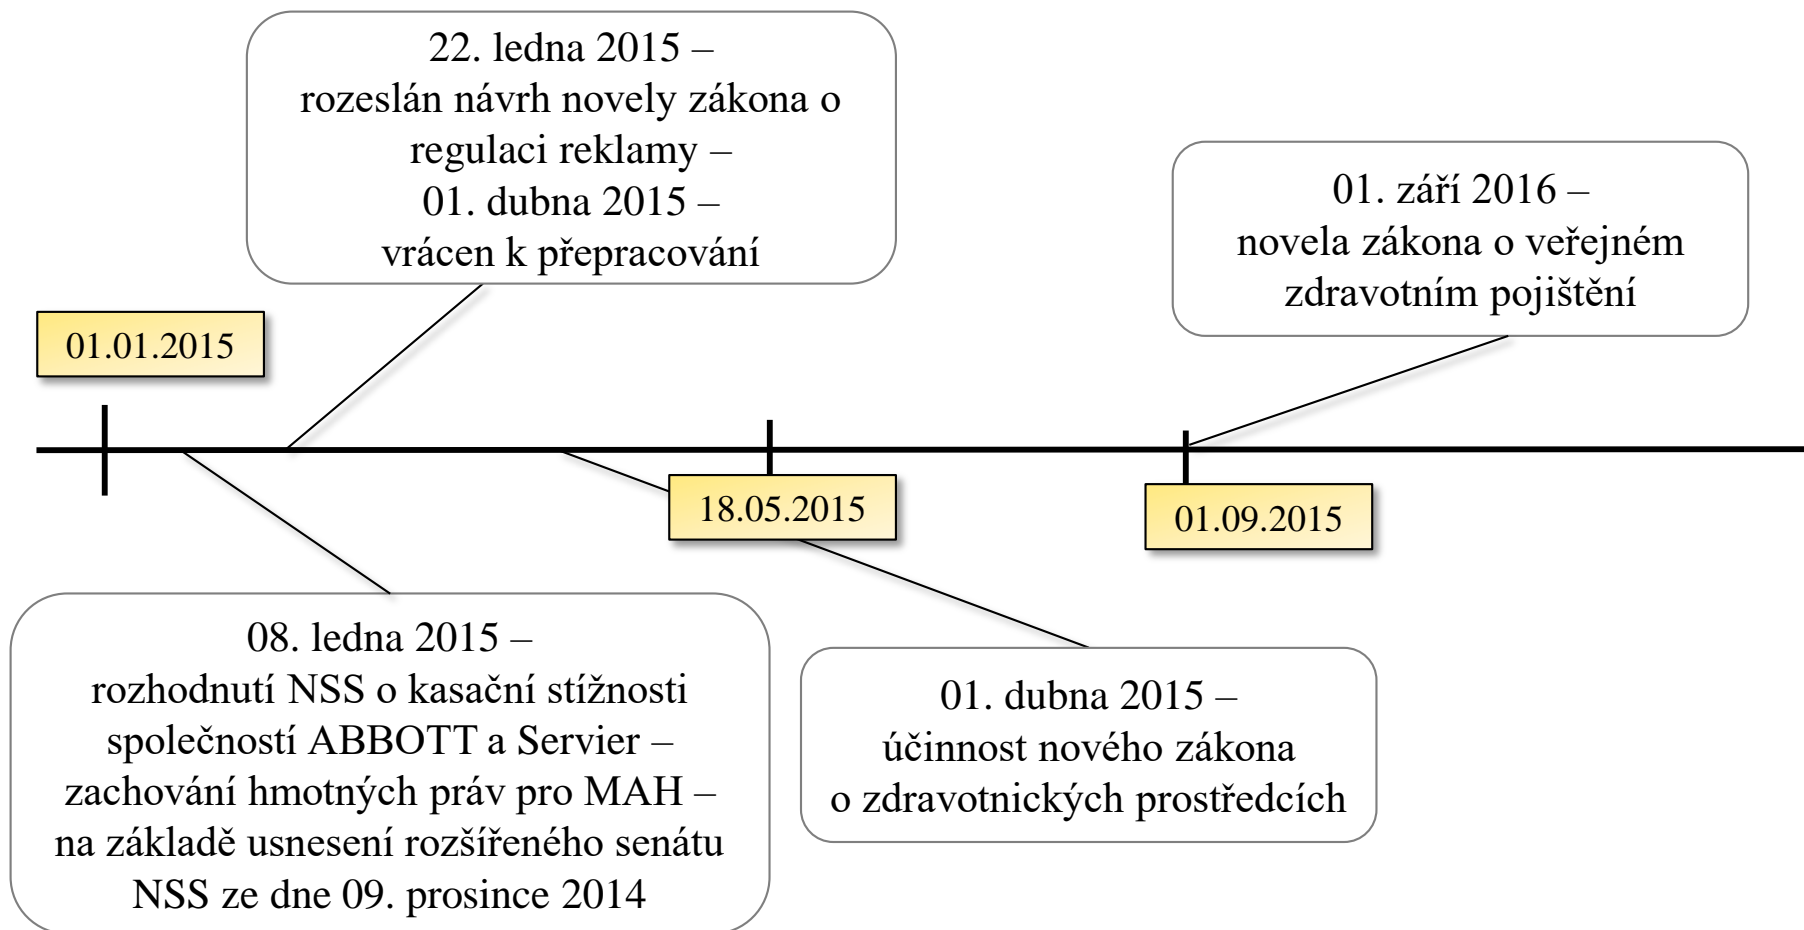 22. ledna 2015 –
rozeslán návrh novely zákona o
regulaci reklamy –
01. dubna 2015 –
vrácen k přepracování
01. září 2016 –
novela zákona o veřejném
zdravotním pojištění
01.01.2015
18.05.2015
01.09.2015
08. ledna 2015 –
rozhodnutí NSS o kasační stížnosti
společností ABBOTT a Servier –
zachování hmotných práv pro MAH –
na základě usnesení rozšířeného senátu
NSS ze dne 09. prosince 2014
01. dubna 2015 –
účinnost nového zákona
o zdravotnických prostředcích